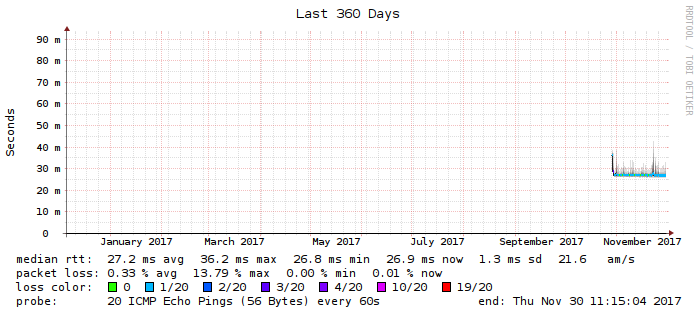 Last 360 Days
RRDTOOL / TOBI OETIKER
Seconds
90 m
80 m
70 m
60 m
50 m
40 m
30 m
20 m
10 m
0
January 2017 March 2017 May 2017 July 2017 September 2017 November 2017
median rtt: 27.2 ms avg 36.2 ms max 26.8 ms min 26.9 ms now 1.3 ms sd 21.6 am/s
packet loss: 0.33 % avg 13.79 % max 0.00 % min 0.01 % now
loss color: 0 1/20 2/20 3/20 4/20 10/20 19/20
probe: 20 ICMP Echo Pings (56 Bytes) every 60s end: Thu Nov 30 11:15:04 2017